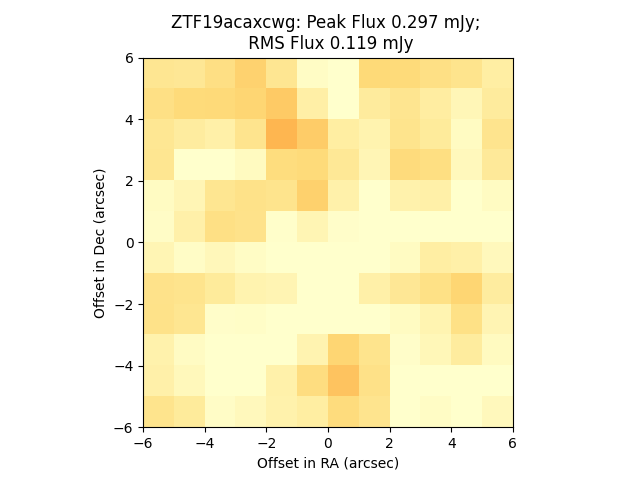 ZTF19acaxcwg: Peak Flux 0.297 mJy;
RMS Flux 0.119 mJy
6
4
2
0
−2
−4
−6
Offset in Dec (arcsec)
−6 −4 −2 0 2 4 6
Offset in RA (arcsec)